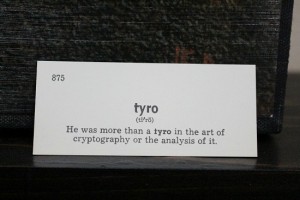 875
tyro
He was more than a tyro in the art of
cryptography or the analysis of it.